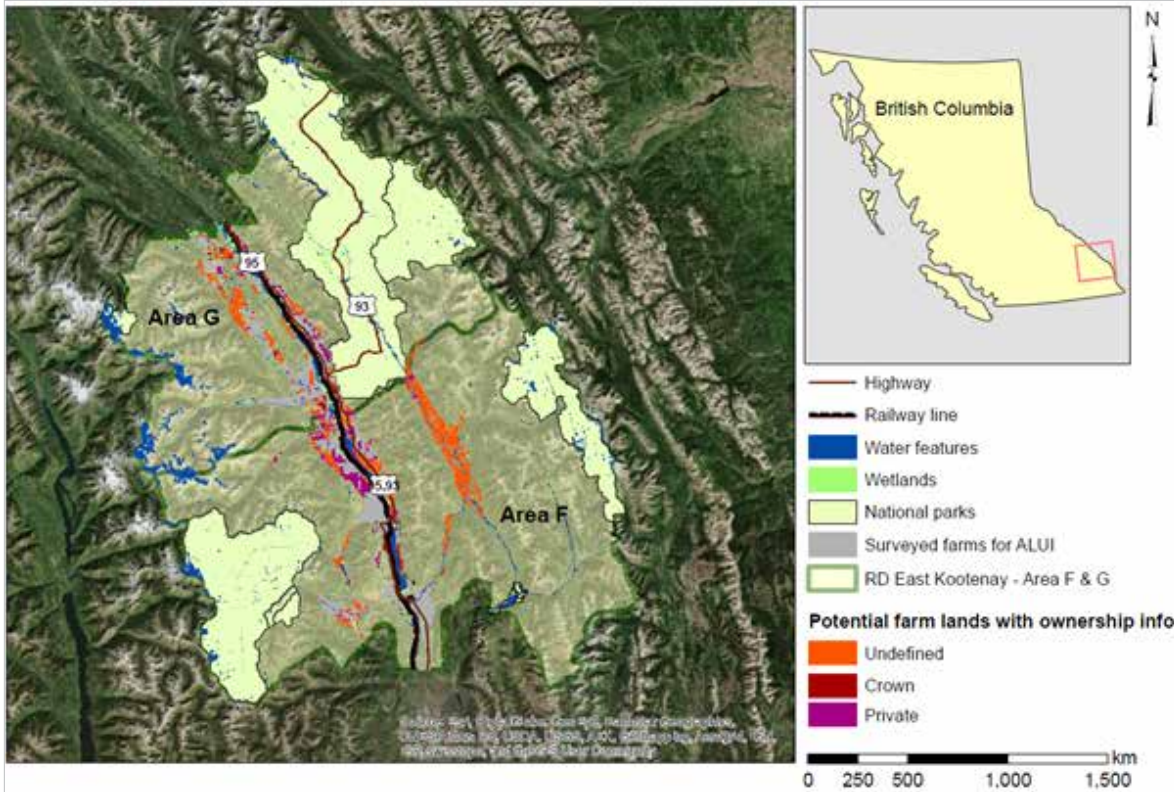 Area G
95
93
5,93
Area F
British Columbia
N
Highway
Railway line
Water features
Wetlands
National parks
Surveyed farms for ALUI
RD East Kootenay - Area F & G
Potential farm lands with ownership info
Undefined
Crown
Private
km
0 250 500 1,000 1,500